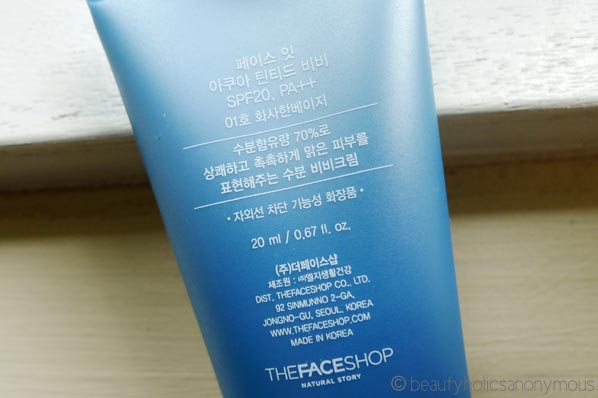 페이스 잇
아쿠아 틴티드 비비
SPF20, PA++
01호 화사한베이지
수분함유량 70%로
상쾌하고 촉촉하게 맑은 피부를
표현해주는 수분 비비크림
• 자외선 차단 기능성 화장품 •
20 ml / 0.67 fl. oz.
(주)더페이스샵
제조원 : ㈜엘지생활건강
DIST. THEFACESHOP CO., LTD.
92 SINMUNNO 2-GA,
JONGNO-GU, SEOUL, KOREA
WWW.THEFACESHOP.COM
MADE IN KOREA
THEFACESHOP
NATURAL STORY
© beautyholicsanonymous